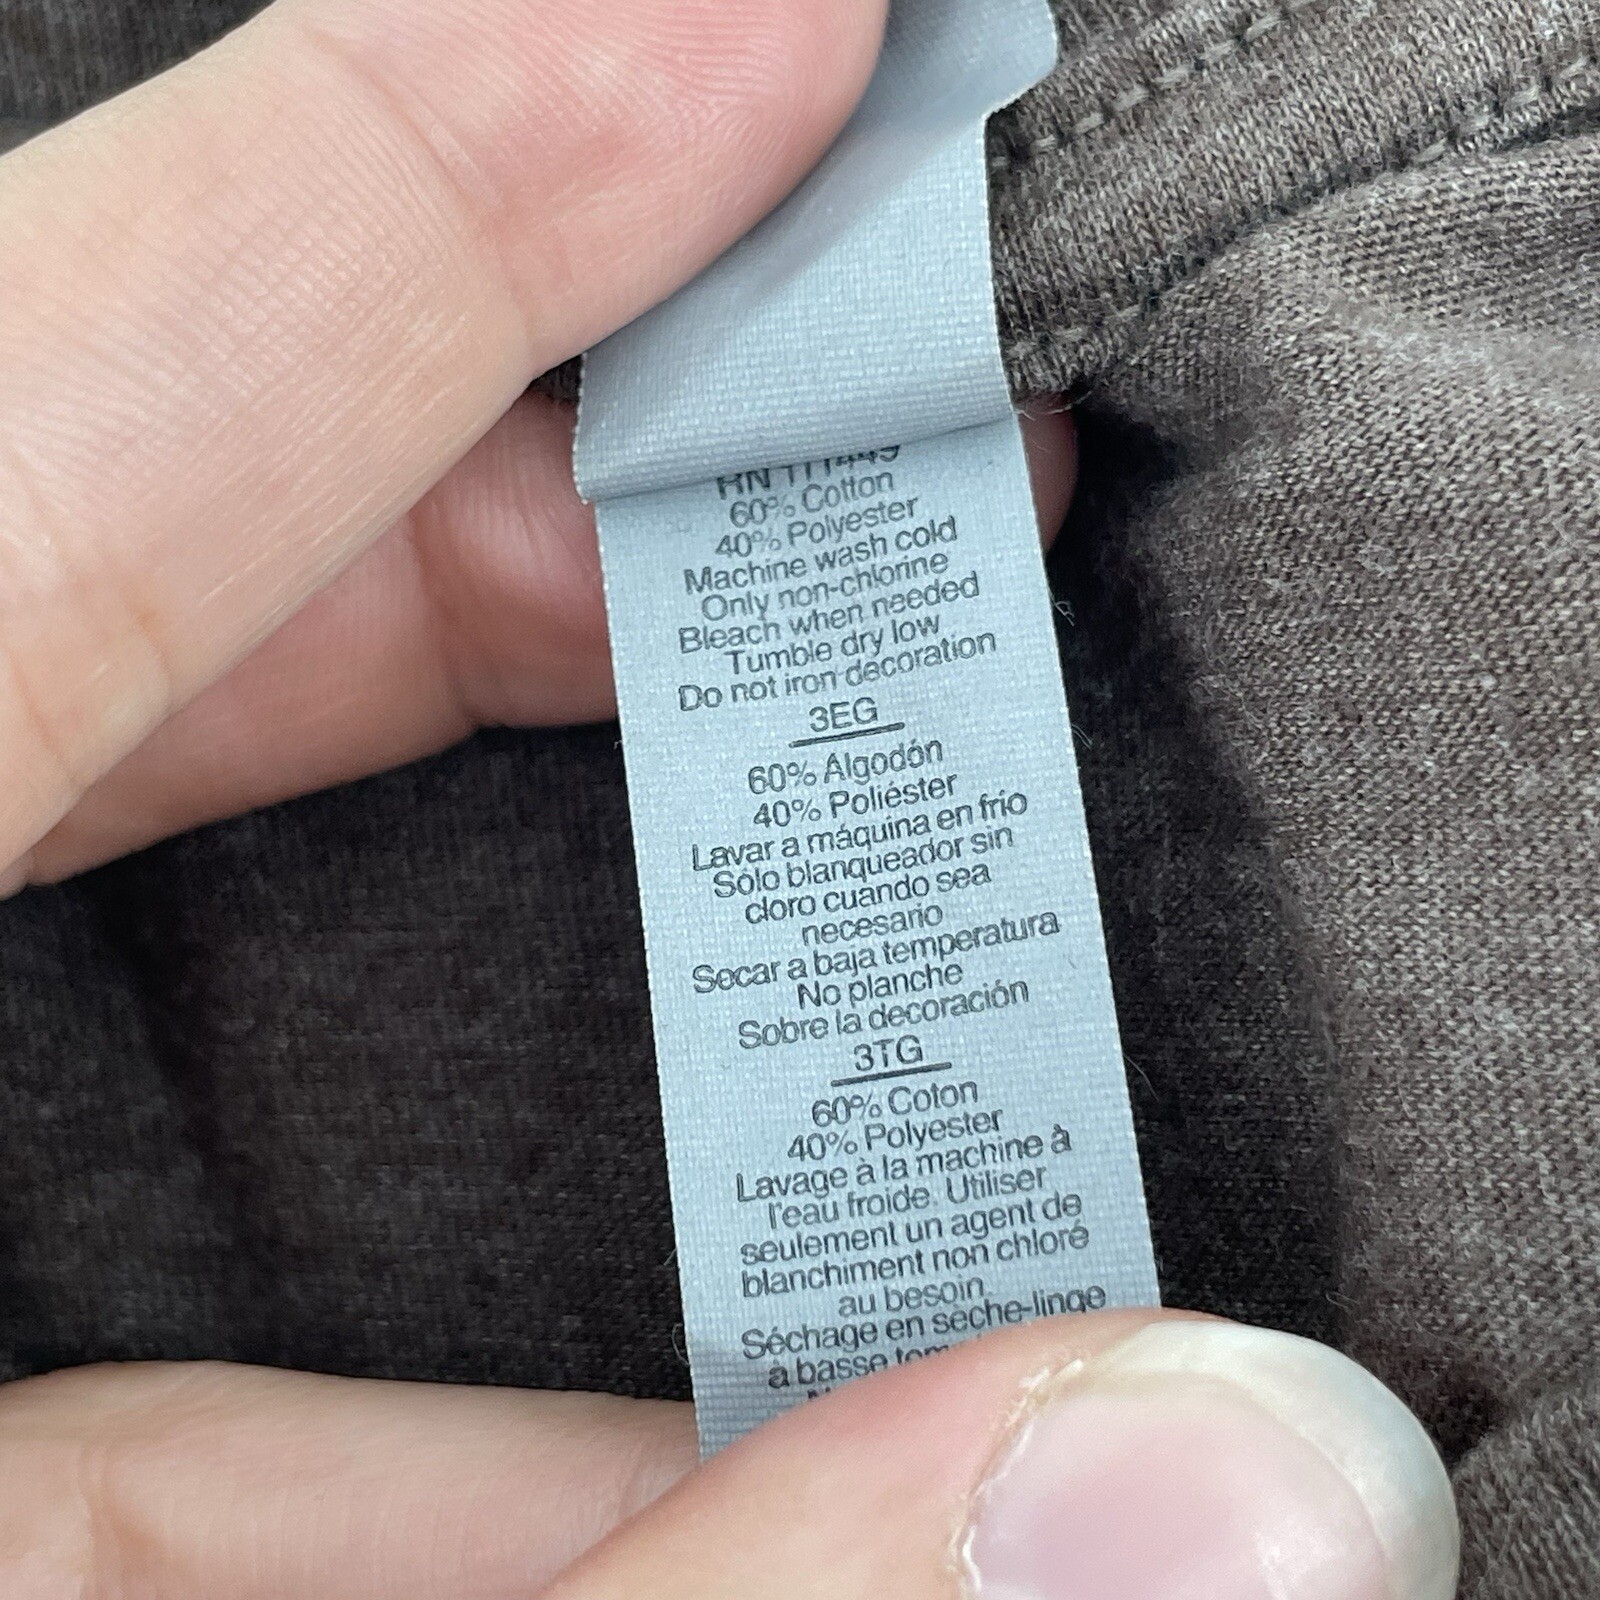 RN 111449
60% Cotton
40% Polyester
Machine wash cold
Only non-chlorine
Bleach when needed
Tumble dry low
Do not iron decoration
3EG
60% Algodón
40% Poliéster
Lavar a máquina en frío
Sólo blanqueador sin
cloro cuando sea
necesario
Secar a baja temperatura
No planche
Sobre la decoración
3TG
60% Coton
40% Polyester
Lavage à la machine à
l'eau froide. Utiliser
seulement un agent de
blanchiment non chloré
au besoin.
Séchage en sèche-linge
à basse